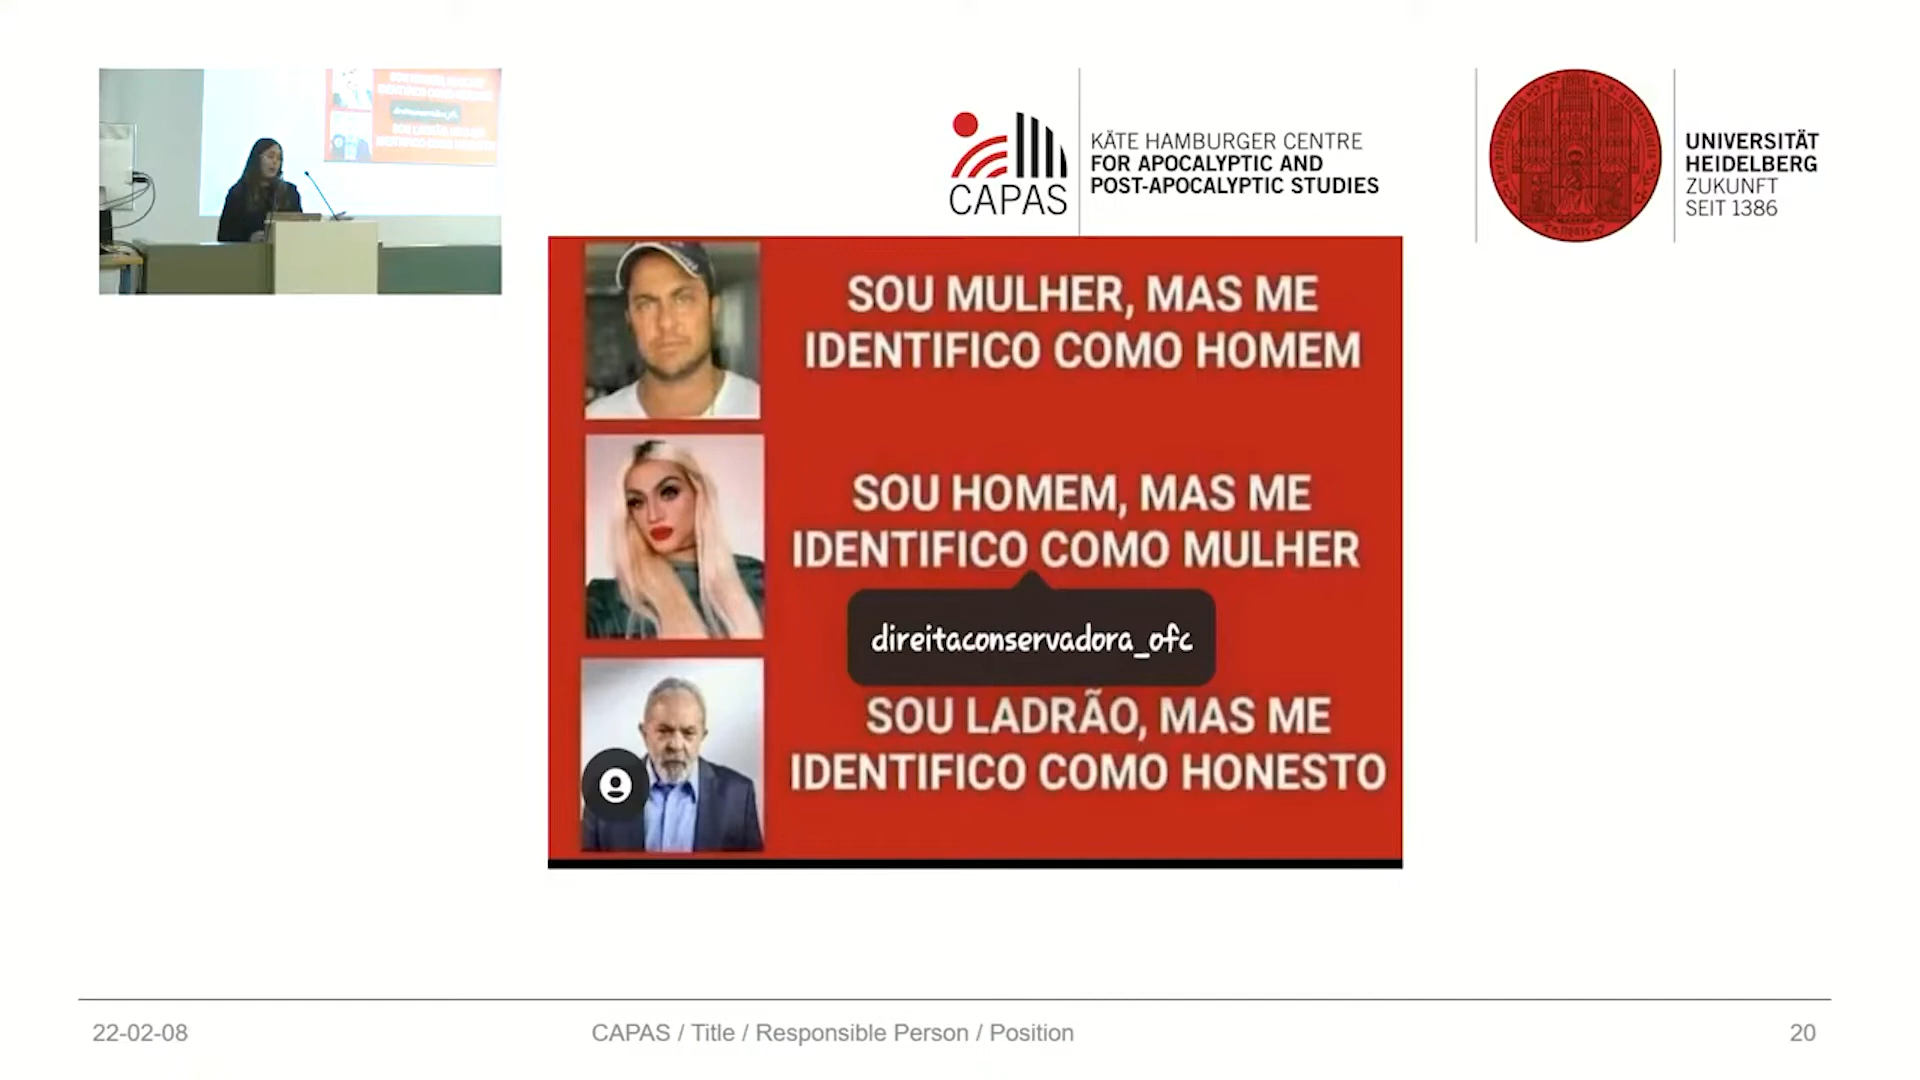 CAPAS
KÄTE HAMBURGER CENTRE
FOR APOCALYPTIC AND
POST-APOCALYPTIC STUDIES
UNIVERSITÄT
HEIDELBERG
ZUKUNFT
SEIT 1386
SOU MULHER, MAS ME
IDENTIFICO COMO HOMEM
SOU HOMEM, MAS ME
IDENTIFICO COMO MULHER
direitaconservadora_ofc
SOU LADRÃO, MAS ME
IDENTIFICO COMO HONESTO
22-02-08
CAPAS / Title / Responsible Person / Position
20